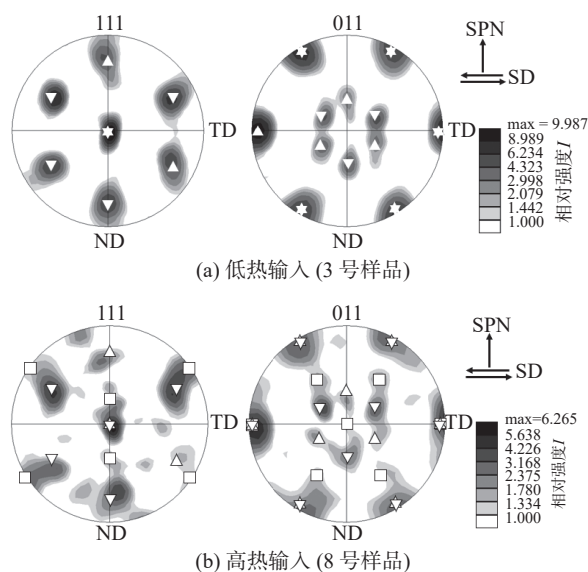 111
011
SPN
SD
TD
TD
ND
ND
max = 9.987
8.989
6.234
4.323
2.998
2.079
1.442
1.000
相对强度I
(a) 低热输入 (3 号样品)
111
011
SPN
SD
TD
TD
ND
ND
max=6.265
5.638
4.226
3.168
2.375
1.780
1.334
1.000
相对强度I
(b) 高热输入 (8 号样品)